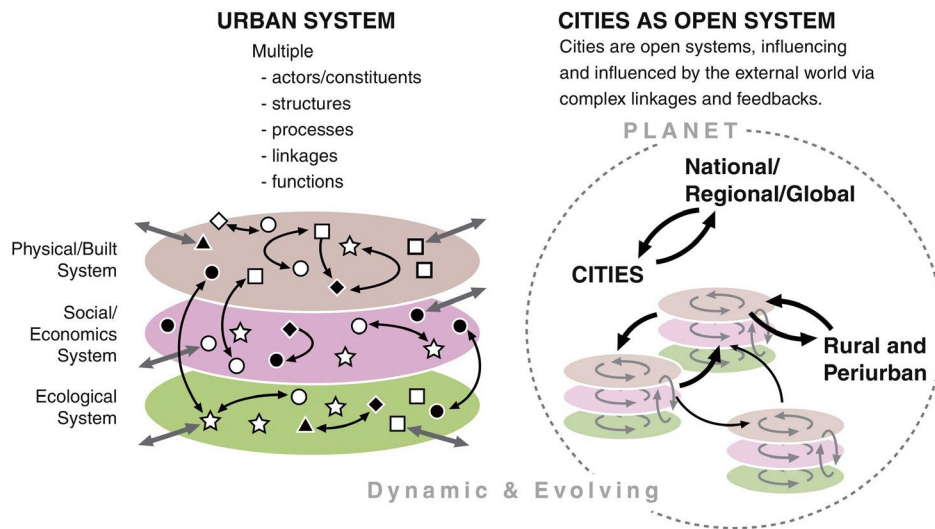 URBAN SYSTEM
Multiple
- actors/constituents
- structures
- processes
- linkages
- functions
Physical/Built
System
Social/
Economics
System
Ecological
System
CITIES AS OPEN SYSTEM
Cities are open systems, influencing
and influenced by the external world via
complex linkages and feedbacks.
PLANET
National/
Regional/Global
CITIES
Rural and
Periurban
Dynamic & Evolving